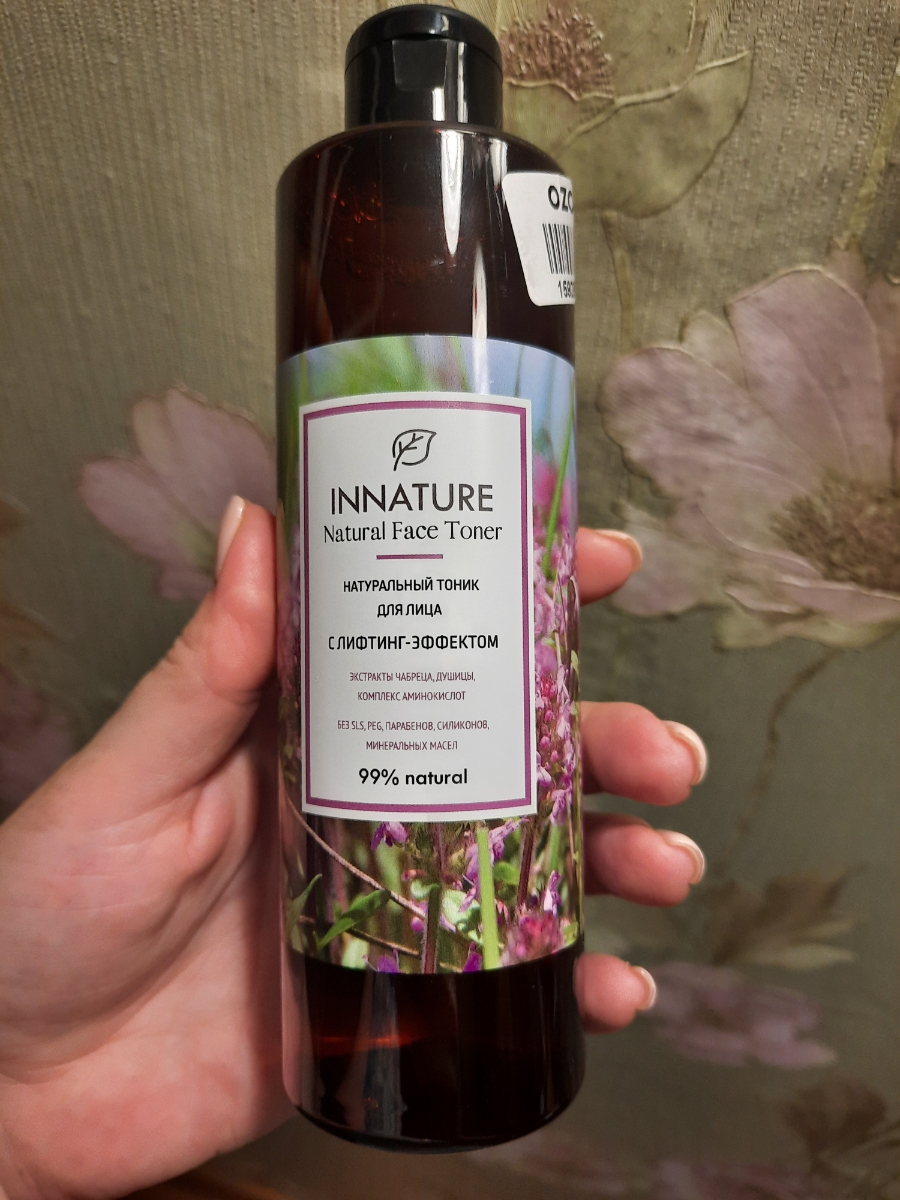 INNATURE
Natural Face Toner
НАТУРАЛЬНЫЙ ТОНИК
ДЛЯ ЛИЦА
С ЛИФТИНГ-ЭФФЕКТОМ
ЭКСТРАКТЫ ЧАБРЕЦА, ДУШИЦЫ,
КОМПЛЕКС АМИНОКИСЛОТ
БЕЗ SLS, PEG, ПАРАБЕНОВ, СИЛИКОНОВ,
МИНЕРАЛЬНЫХ МАСЕЛ
99% natural